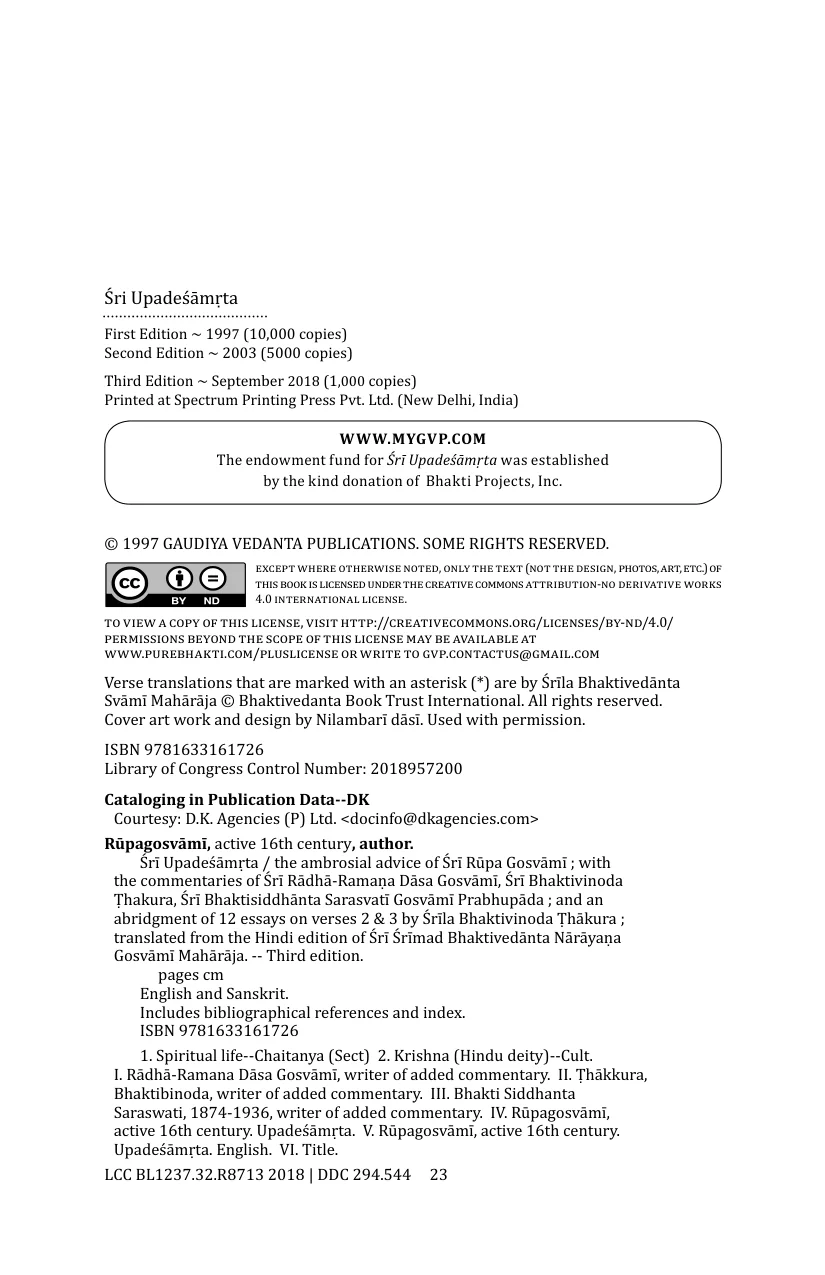 Śri Upadeśāmṛta
First Edition ~ 1997 (10,000 copies)
Second Edition ~ 2003 (5000 copies)
Third Edition ~ September 2018 (1,000 copies)
Printed at Spectrum Printing Press Pvt. Ltd. (New Delhi, India)
WWW.MYGVP.COM
The endowment fund for Śrī Upadeśāmṛta was established
by the kind donation of Bhakti Projects, Inc.
© 1997 GAUDIYA VEDANTA PUBLICATIONS. SOME RIGHTS RESERVED.
cc BY ND
EXCEPT WHERE OTHERWISE NOTED, ONLY THE TEXT (NOT THE DESIGN, PHOTOS, ART, ETC.) OF
THIS BOOK IS LICENSED UNDER THE CREATIVE COMMONS ATTRIBUTION-NO DERIVATIVE WORKS
4.0 INTERNATIONAL LICENSE.
TO VIEW A COPY OF THIS LICENSE, VISIT HTTP://CREATIVECOMMONS.ORG/LICENSES/BY-ND/4.0/
PERMISSIONS BEYOND THE SCOPE OF THIS LICENSE MAY BE AVAILABLE AT
WWW.PUREBHAKTI.COM/PLUSLICENSE OR WRITE TO GVP.CONTACTUS@GMAIL.COM
Verse translations that are marked with an asterisk (*) are by Śrīla Bhaktivedānta
Svāmī Mahārāja © Bhaktivedanta Book Trust International. All rights reserved.
Cover art work and design by Nilambarī dāsī. Used with permission.
ISBN 9781633161726
Library of Congress Control Number: 2018957200
Cataloging in Publication Data--DK
Courtesy: D.K. Agencies (P) Ltd. <docinfo@dkagencies.com>
Rūpagosvāmī, active 16th century, author.
Śrī Upadeśāmṛta / the ambrosial advice of Śrī Rūpa Gosvāmī ; with
the commentaries of Śrī Rādhā-Ramaṇa Dāsa Gosvāmī, Śrī Bhaktivinoda
Ṭhakura, Śrī Bhaktisiddhānta Sarasvatī Gosvāmī Prabhupāda ; and an
abridgment of 12 essays on verses 2 & 3 by Śrīla Bhaktivinoda Ṭhākura ;
translated from the Hindi edition of Śrī Śrīmad Bhaktivedānta Nārāyaṇa
Gosvāmī Mahārāja. -- Third edition.
pages cm
English and Sanskrit.
Includes bibliographical references and index.
ISBN 9781633161726
1. Spiritual life--Chaitanya (Sect) 2. Krishna (Hindu deity)--Cult.
I. Rādhā-Ramana Dāsa Gosvāmī, writer of added commentary. II. Ṭhākkura,
Bhaktibinoda, writer of added commentary. III. Bhakti Siddhanta
Saraswati, 1874-1936, writer of added commentary. IV. Rūpagosvāmī,
active 16th century. Upadeśāmṛta. V. Rūpagosvāmī, active 16th century.
Upadeśāmṛta. English. VI. Title.
LCC BL1237.32.R8713 2018 | DDC 294.544 23